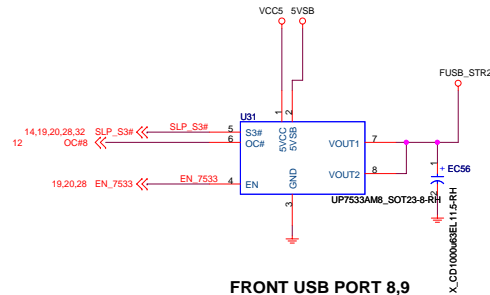 VCC5 5VSB
FUSB_STR2
U31
14,19,20,28,32 SLP_S3# SLP_S3# 5 S3# 5VCC 1 5VSB 2 VOUT1 7
12 OC#8 6 OC#
19,20,28 EN_7533 EN_7533 4 EN GND 3 VOUT2 8
1 + EC56 2
UP7533AM8_SOT23-8-RH
X_CD1000u63EL11.5-RH
FRONT USB PORT 8,9